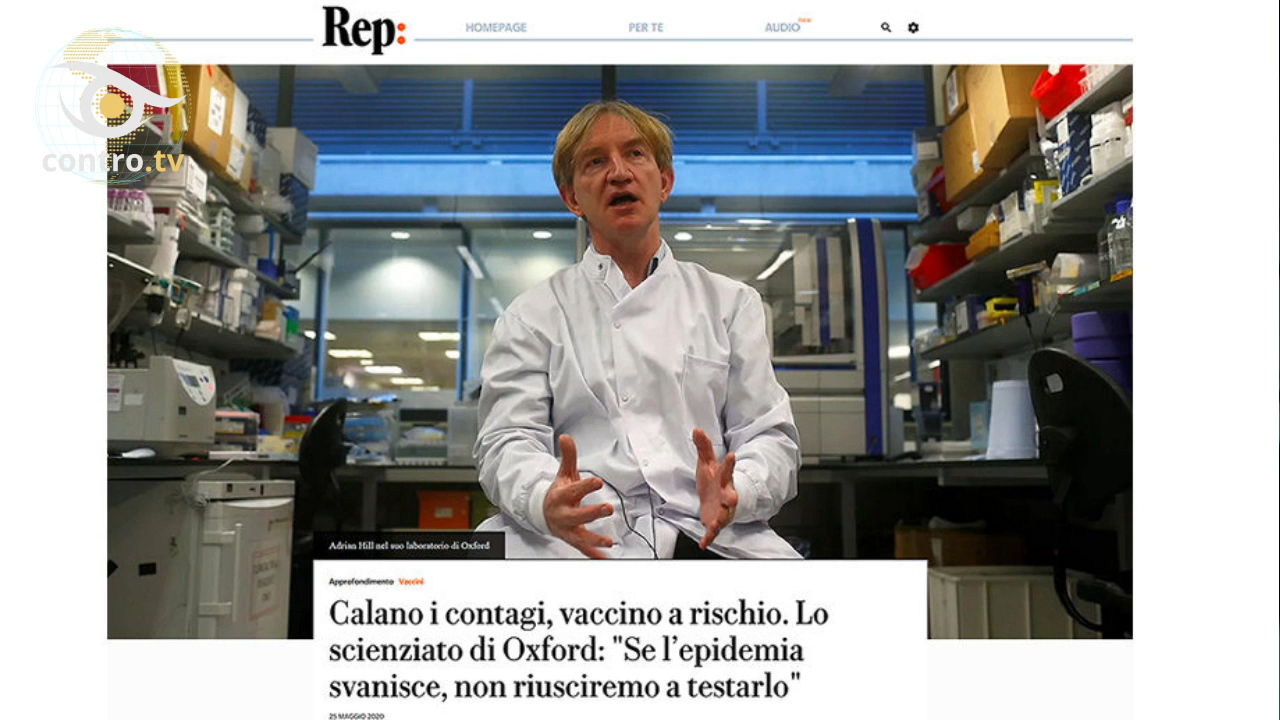 Rep:
HOMEPAGE
PER TE
AUDIO
New
contro.tv
Adrian Hill nel suo laboratorio di Oxford
Approfondimento Vaccini
Calano i contagi, vaccino a rischio. Lo
scienziato di Oxford: "Se l’epidemia
svanisce, non riusciremo a testarlo"
25 MAGGIO 2020